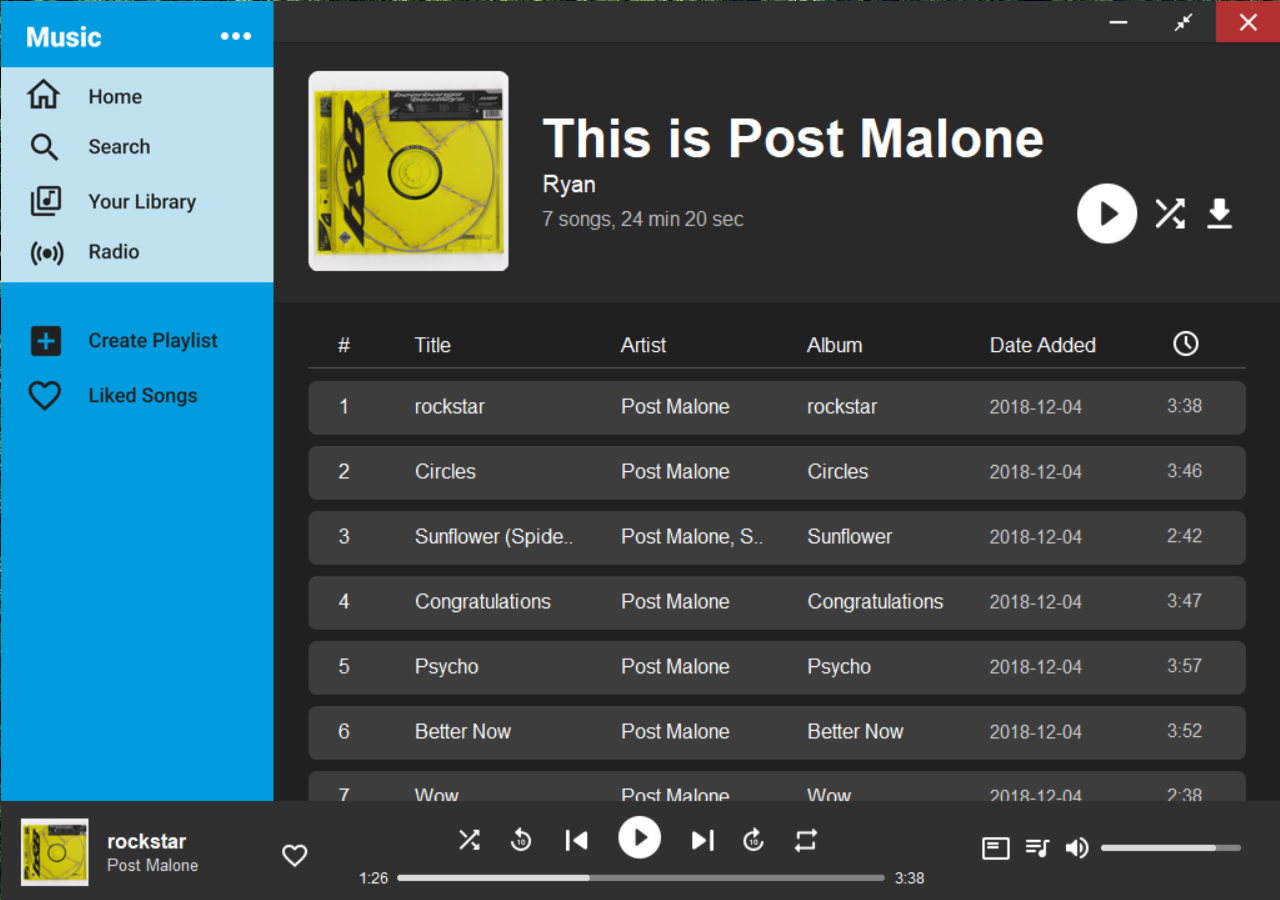 Music
Home
Search
Your Library
Radio
Create Playlist
Liked Songs
beerbongs
bentleys
This is Post Malone
Ryan
7 songs, 24 min 20 sec
# Title Artist Album Date Added
1 rockstar Post Malone rockstar 2018-12-04 3:38
2 Circles Post Malone Circles 2018-12-04 3:46
3 Sunflower (Spide.. Post Malone, S.. Sunflower 2018-12-04 2:42
4 Congratulations Post Malone Congratulations 2018-12-04 3:47
5 Psycho Post Malone Psycho 2018-12-04 3:57
6 Better Now Post Malone Better Now 2018-12-04 3:52
7 Wow Post Malone Wow 2018-12-04 2:38
rockstar
Post Malone
10
10
1:26
3:38